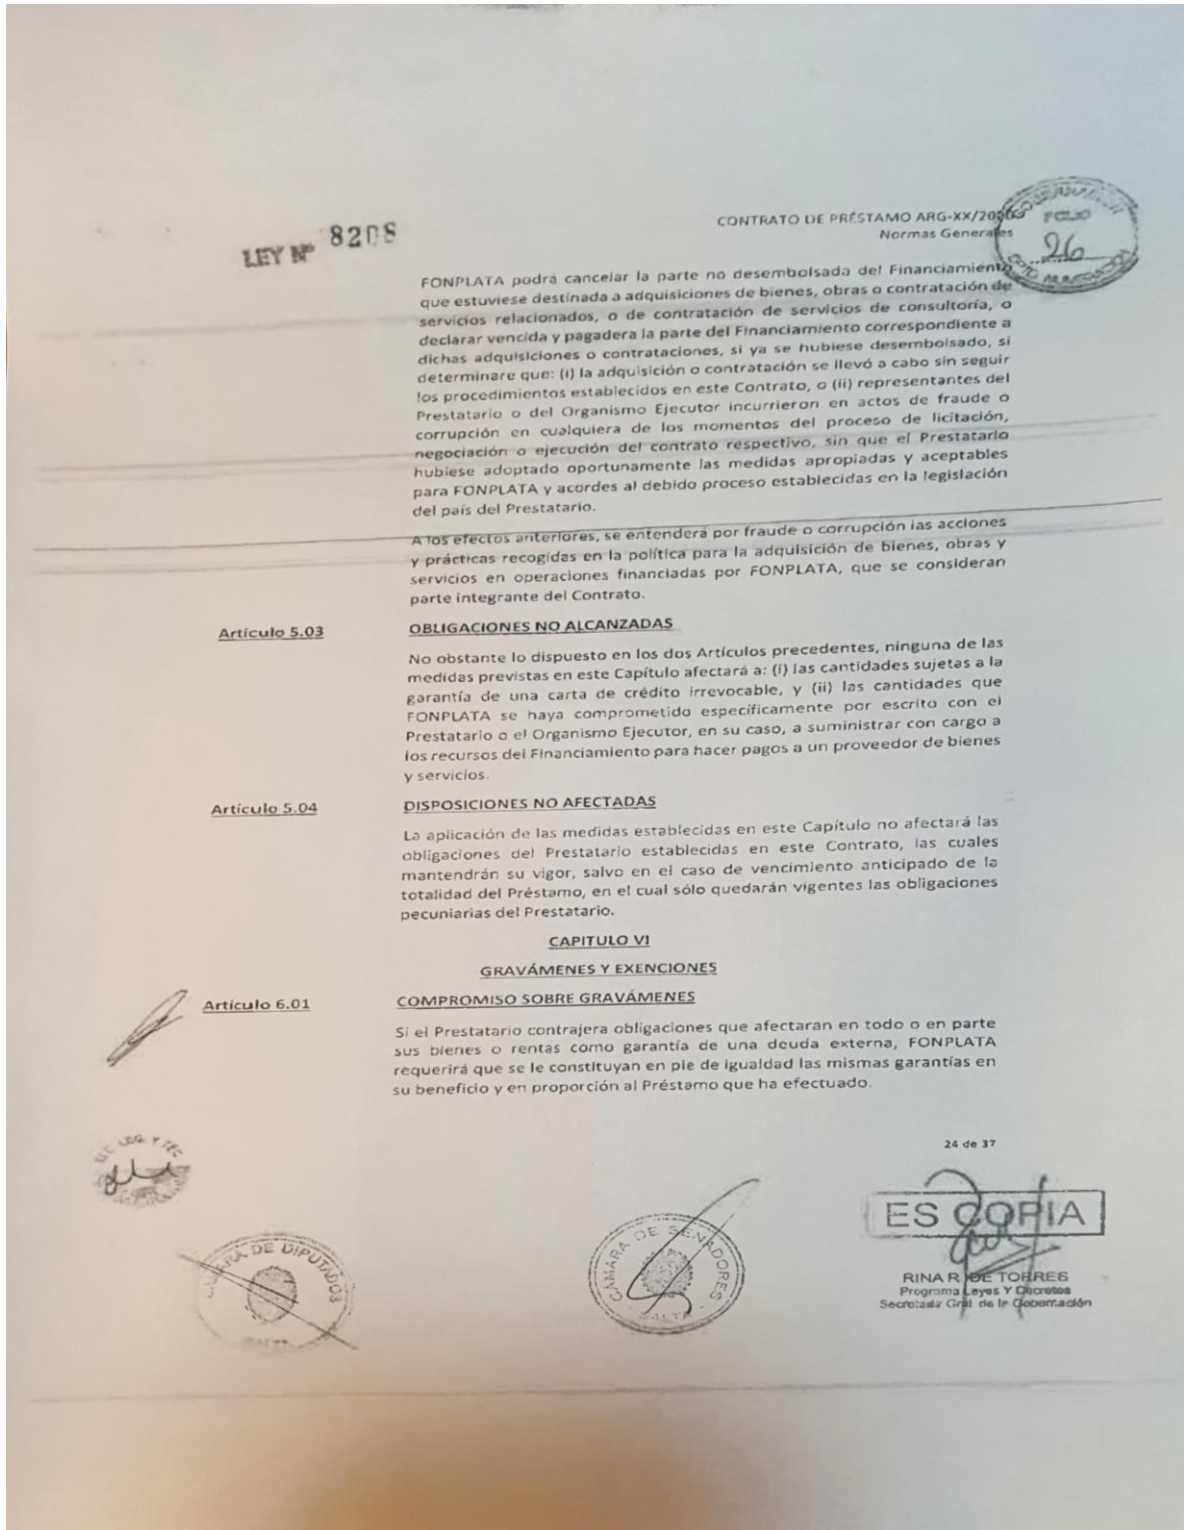 LEY Nº 8208
CONTRATO DE PRÉSTAMO ARG-XX/2020
Normas Generales
FOLIO
26
FONPLATA podrá cancelar la parte no desembolsada del Financiamiento
que estuviese destinada a adquisiciones de bienes, obras o contratación de
servicios relacionados, o de contratación de servicios de consultoría, o
declarar vencida y pagadera la parte del Financiamiento correspondiente a
dichas adquisiciones o contrataciones, si ya se hubiese desembolsado, si
determinare que: (i) la adquisición o contratación se llevó a cabo sin seguir
los procedimientos establecidos en este Contrato, o (ii) representantes del
Prestatario o del Organismo Ejecutor incurrieron en actos de fraude o
corrupción en cualquiera de los momentos del proceso de licitación,
negociación o ejecución del contrato respectivo, sin que el Prestatario
hubiese adoptado oportunamente las medidas apropiadas y aceptables
para FONPLATA y acordes al debido proceso establecidas en la legislación
del país del Prestatario.
A los efectos anteriores, se entenderá por fraude o corrupción las acciones
y prácticas recogidas en la política para la adquisición de bienes, obras y
servicios en operaciones financiadas por FONPLATA, que se consideran
parte integrante del Contrato.
Artículo 5.03 OBLIGACIONES NO ALCANZADAS
No obstante lo dispuesto en los dos Artículos precedentes, ninguna de las
medidas previstas en este Capítulo afectará a: (i) las cantidades sujetas a la
garantía de una carta de crédito irrevocable, y (ii) las cantidades que
FONPLATA se haya comprometido específicamente por escrito con el
Prestatario o el Organismo Ejecutor, en su caso, a suministrar con cargo a
los recursos del Financiamiento para hacer pagos a un proveedor de bienes
y servicios.
Artículo 5.04 DISPOSICIONES NO AFECTADAS
La aplicación de las medidas establecidas en este Capítulo no afectará las
obligaciones del Prestatario establecidas en este Contrato, las cuales
mantendrán su vigor, salvo en el caso de vencimiento anticipado de la
totalidad del Préstamo, en el cual sólo quedarán vigentes las obligaciones
pecuniarias del Prestatario.
CAPITULO VI
GRAVÁMENES Y EXENCIONES
Artículo 6.01 COMPROMISO SOBRE GRAVÁMENES
Si el Prestatario contrajera obligaciones que afectaran en todo o en parte
sus bienes o rentas como garantía de una deuda externa, FONPLATA
requerirá que se le constituyan en pie de igualdad las mismas garantías en
su beneficio y en proporción al Préstamo que ha efectuado.
24 de 37
LEG. Y TEC
CÁMARA DE DIPUTADOS
SALTA
CÁMARA DE SENADORES
SALTA
ES COPIA
RINA R. DE TORRES
Programa Leyes Y Decretos
Secretaría Gral de la Gobernación